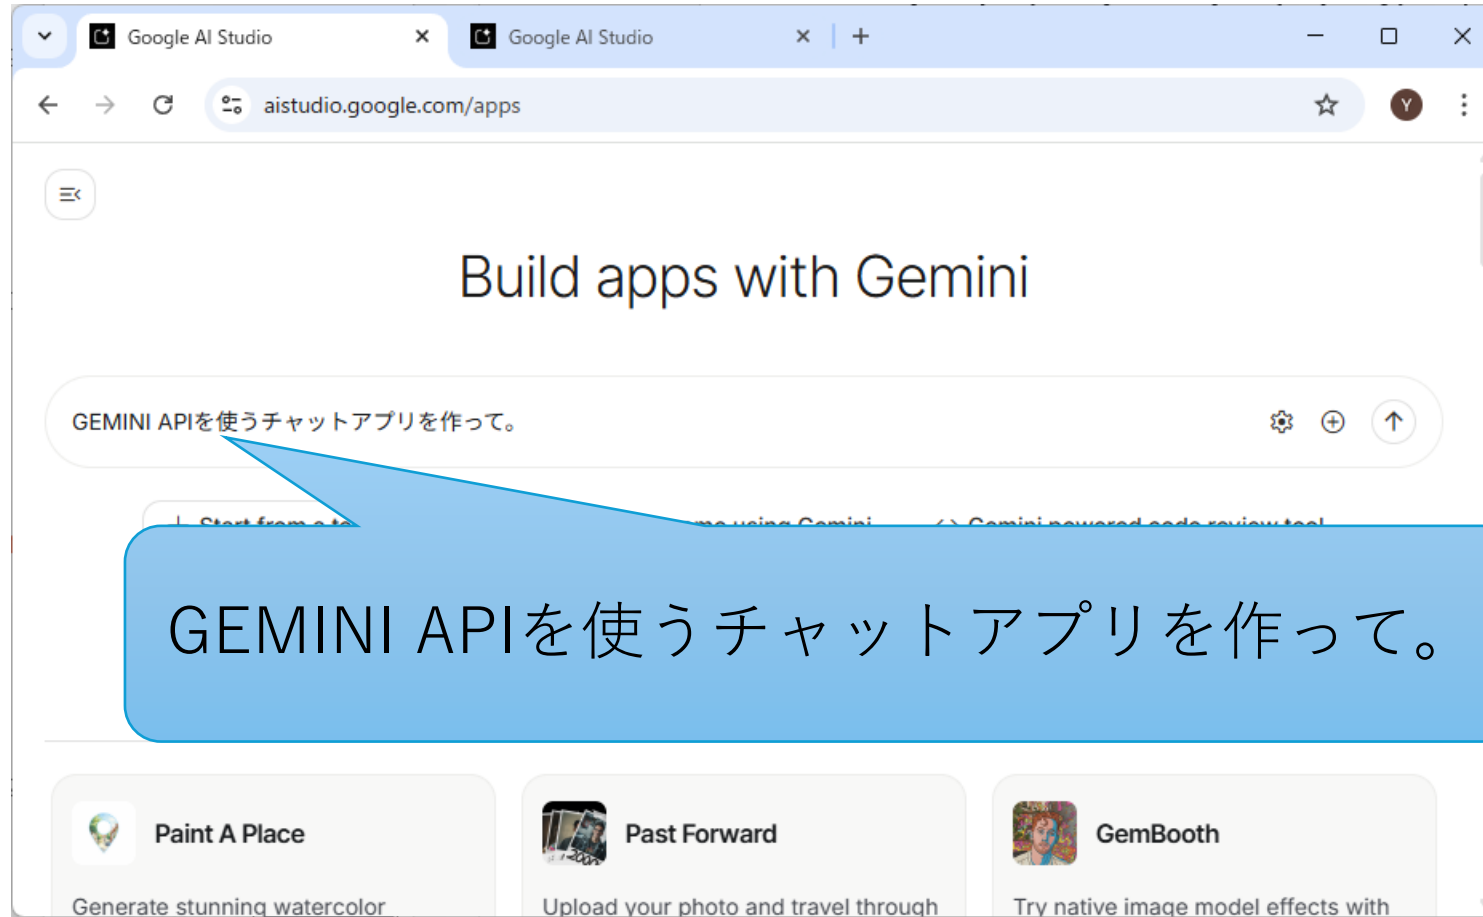 Google AI Studio
Google AI Studio
aistudio.google.com/apps
Y
Build apps with Gemini
GEMINI APIを使うチャットアプリを作って。
GEMINI APIを使うチャットアプリを作って。
Paint A Place
Past Forward
GemBooth
Generate stunning watercolor
Upload your photo and travel through
Try native image model effects with